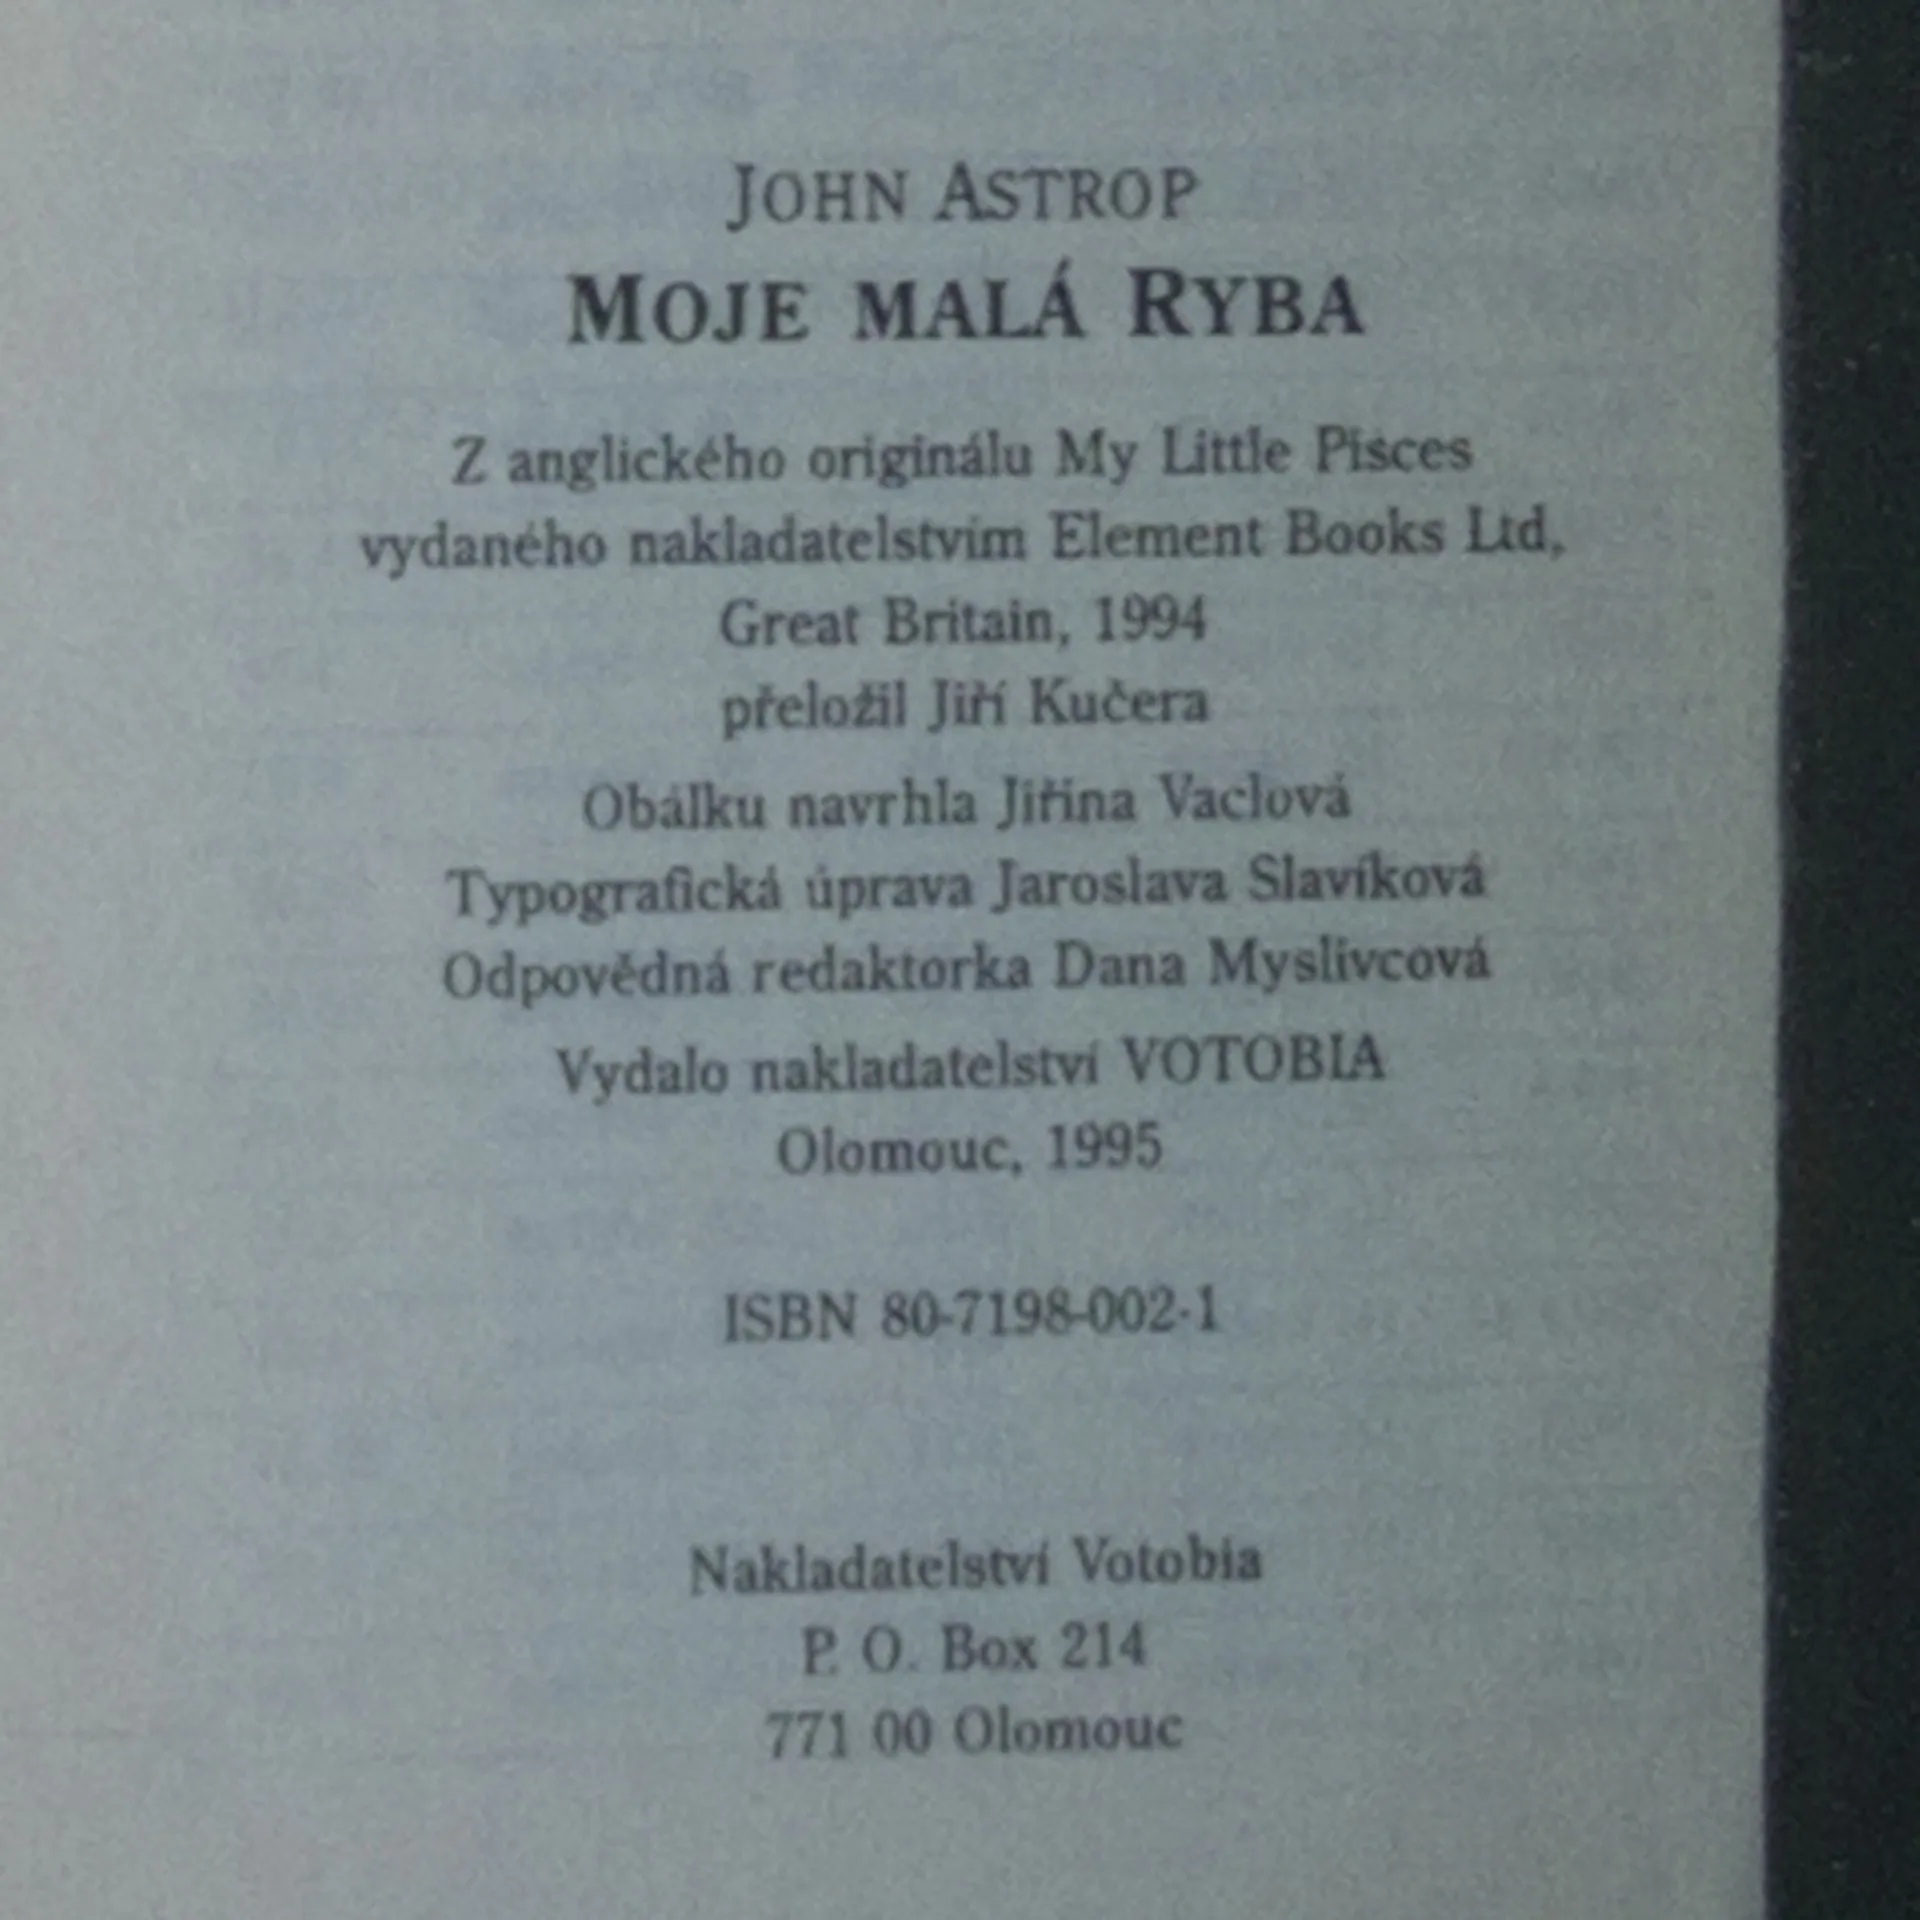 JOHN ASTROP
MOJE MALÁ RYBA
Z anglického originálu My Little Pisces
vydaného nakladatelstvím Element Books Ltd,
Great Britain, 1994
přeložil Jiří Kučera
Obálku navrhla Jiřina Vaclová
Typografická úprava Jaroslava Slavíková
Odpovědná redaktorka Dana Myslivcová
Vydalo nakladatelství VOTOBIA
Olomouc, 1995
ISBN 80-7198-002-1
Nakladatelství Votobia
P. O. Box 214
771 00 Olomouc